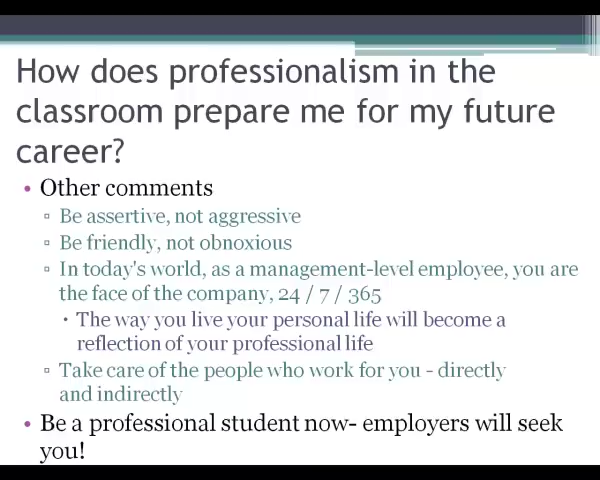 How does professionalism in the
classroom prepare me for my future
career?
• Other comments
▫ Be assertive, not aggressive
▫ Be friendly, not obnoxious
▫ In today's world, as a management-level employee, you are
the face of the company, 24 / 7 / 365
▪ The way you live your personal life will become a
reflection of your professional life
▫ Take care of the people who work for you - directly
and indirectly
• Be a professional student now- employers will seek
you!